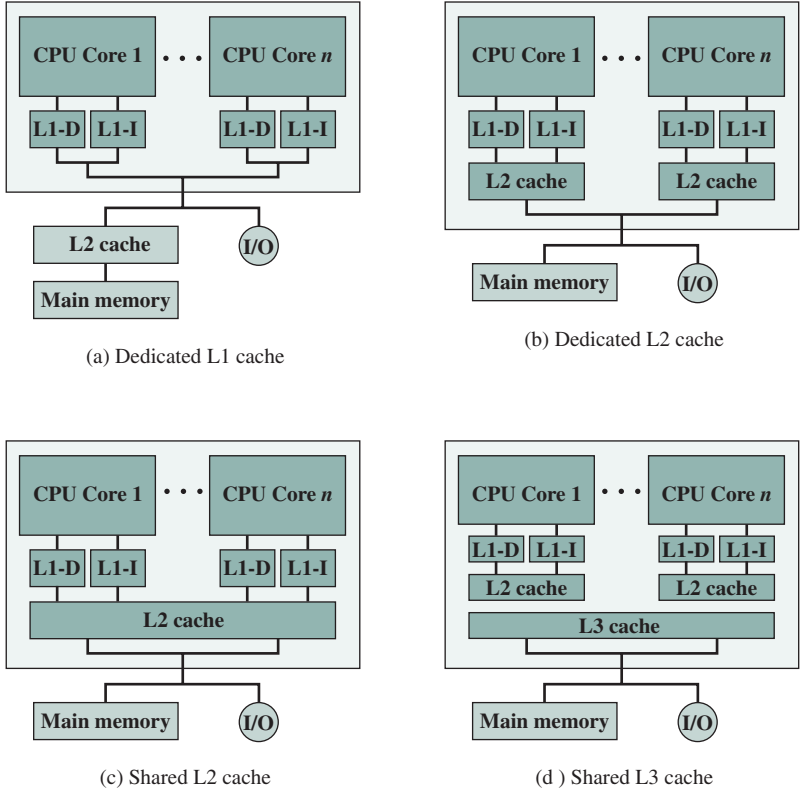 CPU Core 1
. . .
CPU Core n
L1-D
L1-I
L1-D
L1-I
L2 cache
I/O
Main memory
(a) Dedicated L1 cache
CPU Core 1
. . .
CPU Core n
L1-D
L1-I
L1-D
L1-I
L2 cache
L2 cache
Main memory
I/O
(b) Dedicated L2 cache
CPU Core 1
. . .
CPU Core n
L1-D
L1-I
L1-D
L1-I
L2 cache
Main memory
I/O
(c) Shared L2 cache
CPU Core 1
. . .
CPU Core n
L1-D
L1-I
L1-D
L1-I
L2 cache
L2 cache
L3 cache
Main memory
I/O
(d ) Shared L3 cache